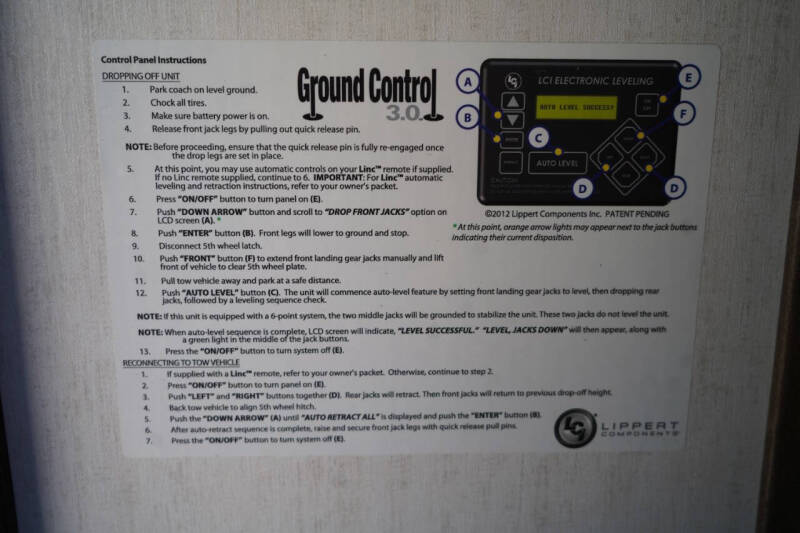 Control Panel Instructions
DROPPING OFF UNIT
1. Park coach on level ground.
2. Chock all tires.
3. Make sure battery power is on.
4. Release front jack legs by pulling out quick release pin.
NOTE: Before proceeding, ensure that the quick release pin is fully re-engaged once
the drop legs are set in place.
5. At this point, you may use automatic controls on your Linc™ remote if supplied.
If no Linc remote supplied, continue to 6. IMPORTANT: For Linc™ automatic
leveling and retraction instructions, refer to your owner's packet.
6. Press "ON/OFF" button to turn panel on (E).
7. Push "DOWN ARROW" button and scroll to "DROP FRONT JACKS" option on
LCD screen (A). *
8. Push "ENTER" button (B). Front legs will lower to ground and stop.
9. Disconnect 5th wheel latch.
10. Push "FRONT" button (F) to extend front landing gear jacks manually and lift
front of vehicle to clear 5th wheel plate.
11. Pull tow vehicle away and park at a safe distance.
12. Push "AUTO LEVEL" button (C). The unit will commence auto-level feature by setting front landing gear jacks to level, then dropping rear
jacks, followed by a leveling sequence check.
NOTE: If this unit is equipped with a 6-point system, the two middle jacks will be grounded to stabilize the unit. These two jacks do not level the unit.
NOTE: When auto-level sequence is complete, LCD screen will indicate, "LEVEL SUCCESSFUL." "LEVEL, JACKS DOWN" will then appear, along with
a green light in the middle of the jack buttons.
13. Press the "ON/OFF" button to turn system off (E).
RECONNECTING TO TOW VEHICLE
1. If supplied with a Linc™ remote, refer to your owner's packet. Otherwise, continue to step 2.
2. Press "ON/OFF" button to turn panel on (E).
3. Push "LEFT" and "RIGHT" buttons together (D). Rear jacks will retract. Then front jacks will return to previous drop-off height.
4. Back tow vehicle to align 5th wheel hitch.
5. Push the "DOWN ARROW" (A) until "AUTO RETRACT ALL" is displayed and push the "ENTER" button (B).
6. After auto-retract sequence is complete, raise and secure front jack legs with quick release pull pins.
7. Press the "ON/OFF" button to turn system off (E).
Ground Control
3.0
LCI ELECTRONIC LEVELING
AUTO LEVEL SUCCESSF
AUTO LEVEL
A
B
C
D
D
E
F
©2012 Lippert Components Inc. PATENT PENDING
*At this point, orange arrow lights may appear next to the jack buttons
indicating their current disposition.
LCI
LIPPERT
COMPONENTS